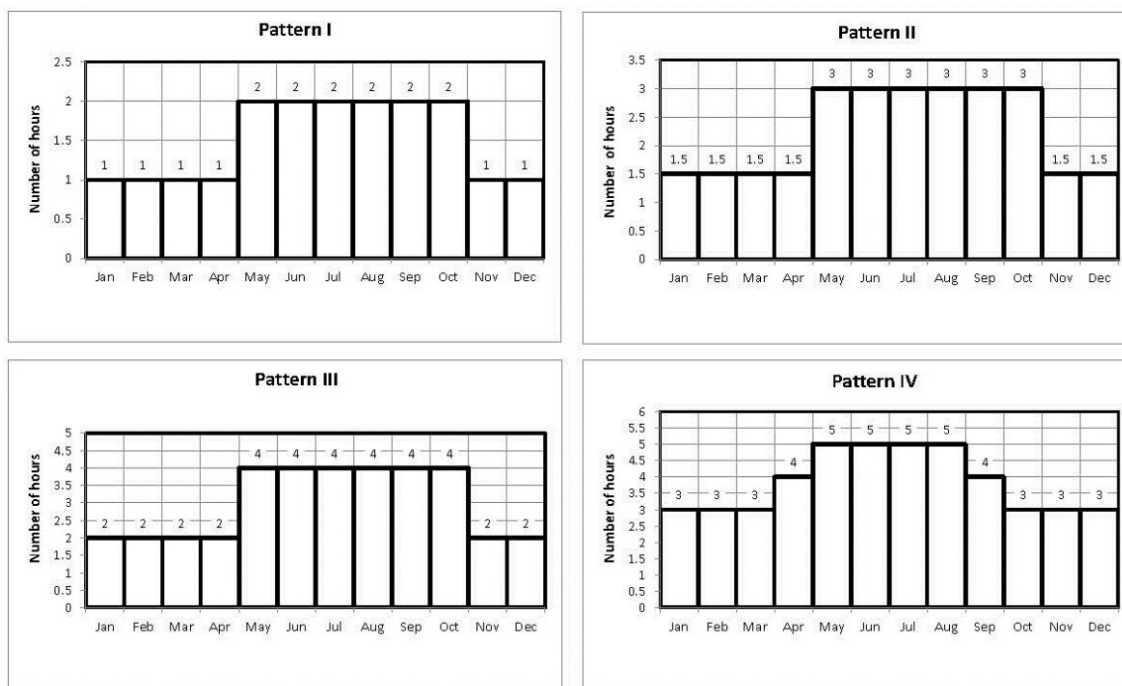 Pattern I
Number of hours
2.5
2
1.5
1
0.5
0
1 1 1 1 2 2 2 2 2 2 1 1
Jan Feb Mar Apr May Jun Jul Aug Sep Oct Nov Dec
Pattern II
Number of hours
3.5
3
2.5
2
1.5
1
0.5
0
1.5 1.5 1.5 1.5 3 3 3 3 3 3 1.5 1.5
Jan Feb Mar Apr May Jun Jul Aug Sep Oct Nov Dec
Pattern III
Number of hours
5
4.5
4
3.5
3
2.5
2
1.5
1
0.5
0
2 2 2 2 4 4 4 4 4 4 2 2
Jan Feb Mar Apr May Jun Jul Aug Sep Oct Nov Dec
Pattern IV
Number of hours
6
5.5
5
4.5
4
3.5
3
2.5
2
1.5
1
0.5
0
3 3 3 4 5 5 5 5 4 3 3 3
Jan Feb Mar Apr May Jun Jul Aug Sep Oct Nov Dec